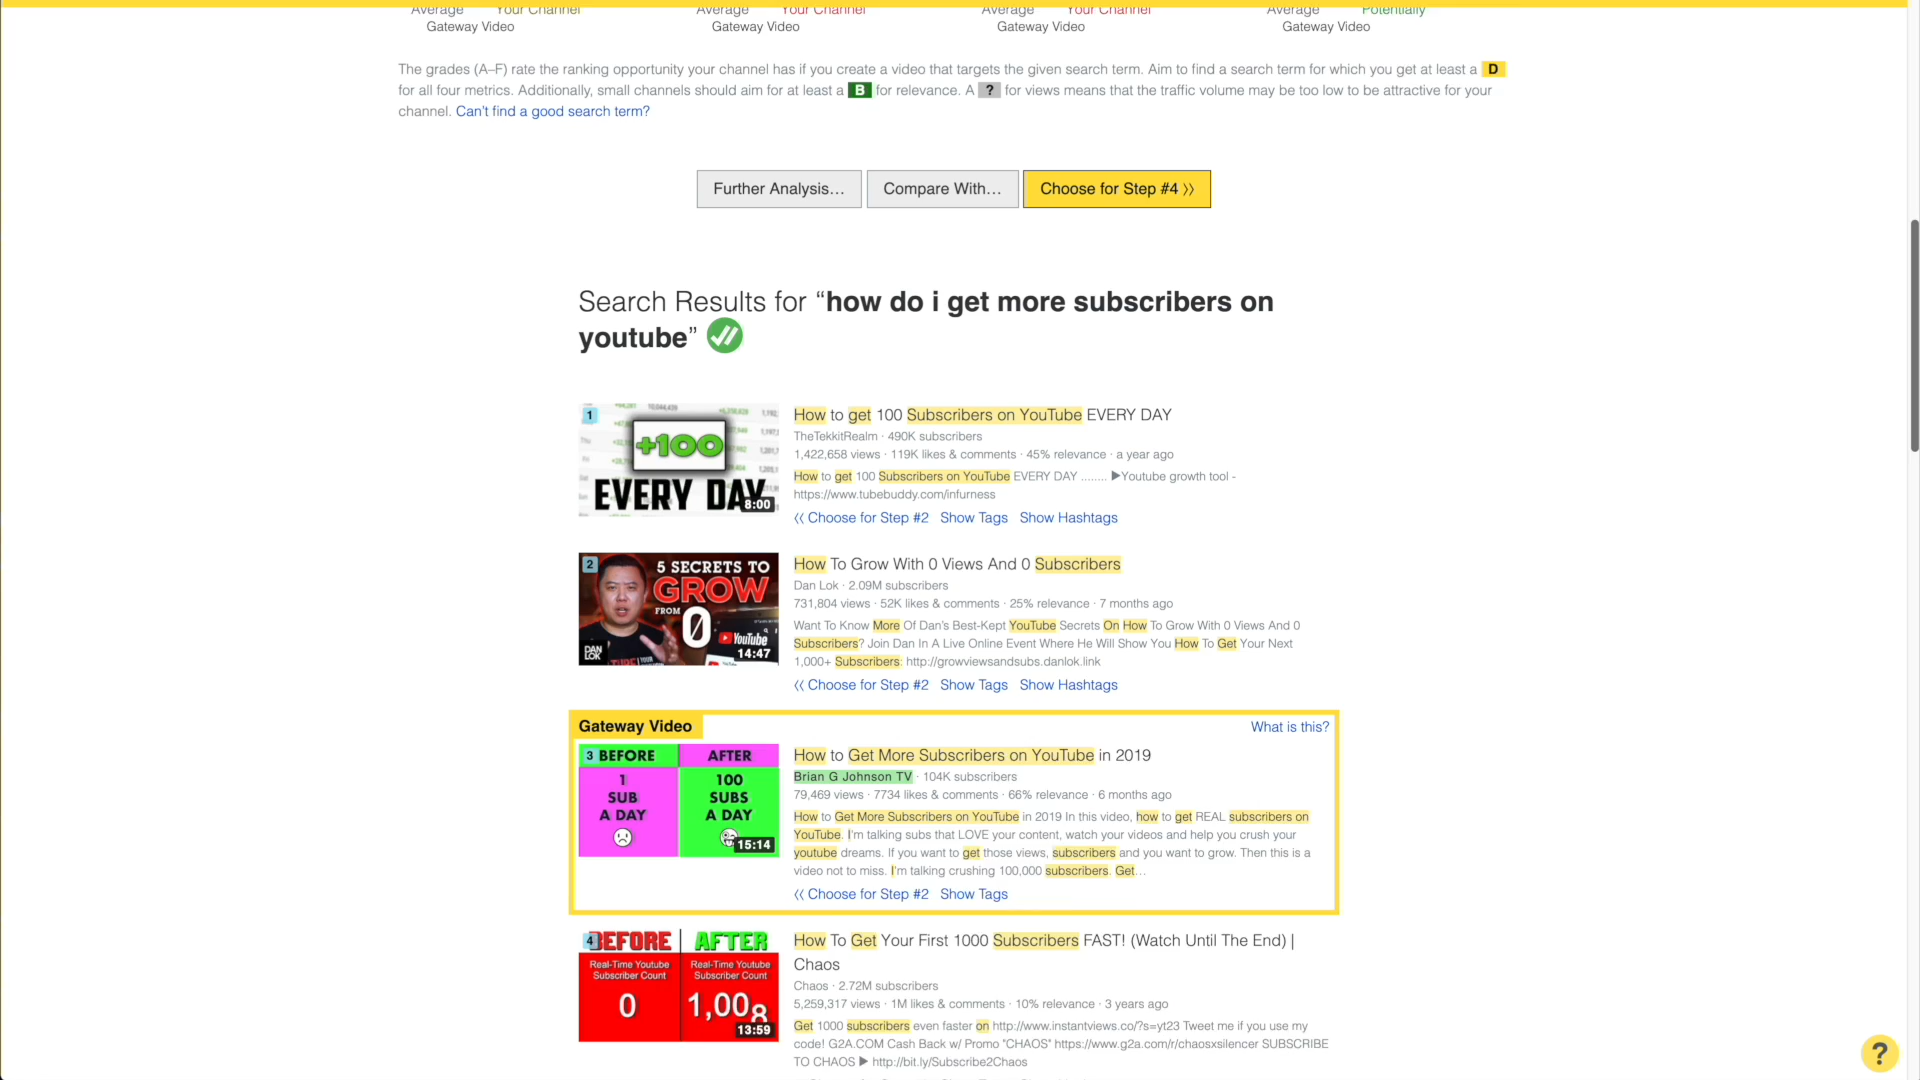 Average Your Channel Average Your Channel Average Your Channel Average Potentially
Gateway Video Gateway Video Gateway Video Gateway Video
The grades (A–F) rate the ranking opportunity your channel has if you create a video that targets the given search term. Aim to find a search term for which you get at least a D
for all four metrics. Additionally, small channels should aim for at least a B for relevance. A ? for views means that the traffic volume may be too low to be attractive for your
channel. Can't find a good search term?
Further Analysis… Compare With… Choose for Step #4 》
Search Results for “how do i get more subscribers on
youtube”
1
+100
EVERY DAY
8:00
How to get 100 Subscribers on YouTube EVERY DAY
TheTekkitRealm · 490K subscribers
1,422,658 views · 119K likes & comments · 45% relevance · a year ago
How to get 100 Subscribers on YouTube EVERY DAY ........ ▶Youtube growth tool -
https://www.tubebuddy.com/infurness
《 Choose for Step #2 Show Tags Show Hashtags
2
5 SECRETS TO
GROW
FROM 0
YouTube
DAN
LOK
14:47
How To Grow With 0 Views And 0 Subscribers
Dan Lok · 2.09M subscribers
731,804 views · 52K likes & comments · 25% relevance · 7 months ago
Want To Know More Of Dan's Best-Kept YouTube Secrets On How To Grow With 0 Views And 0
Subscribers? Join Dan In A Live Online Event Where He Will Show You How To Get Your Next
1,000+ Subscribers: http://growviewsandsubs.danlok.link
《 Choose for Step #2 Show Tags Show Hashtags
Gateway Video What is this?
3 BEFORE AFTER
1 100
SUB SUBS
A DAY A DAY
15:14
How to Get More Subscribers on YouTube in 2019
Brian G Johnson TV · 104K subscribers
79,469 views · 7734 likes & comments · 66% relevance · 6 months ago
How to Get More Subscribers on YouTube in 2019 In this video, how to get REAL subscribers on
YouTube. I'm talking subs that LOVE your content, watch your videos and help you crush your
youtube dreams. If you want to get those views, subscribers and you want to grow. Then this is a
video not to miss. I'm talking crushing 100,000 subscribers. Get…
《 Choose for Step #2 Show Tags
4 BEFORE AFTER
Real-Time Youtube Real-Time Youtube
Subscriber Count Subscriber Count
0 1,008
13:59
How To Get Your First 1000 Subscribers FAST! (Watch Until The End) |
Chaos
Chaos · 2.72M subscribers
5,259,317 views · 1M likes & comments · 10% relevance · 3 years ago
Get 1000 subscribers even faster on http://www.instantviews.co/?s=yt23 Tweet me if you use my
code! G2A.COM Cash Back w/ Promo "CHAOS" https://www.g2a.com/r/chaosxsilencer SUBSCRIBE
TO CHAOS ▶ http://bit.ly/Subscribe2Chaos
?